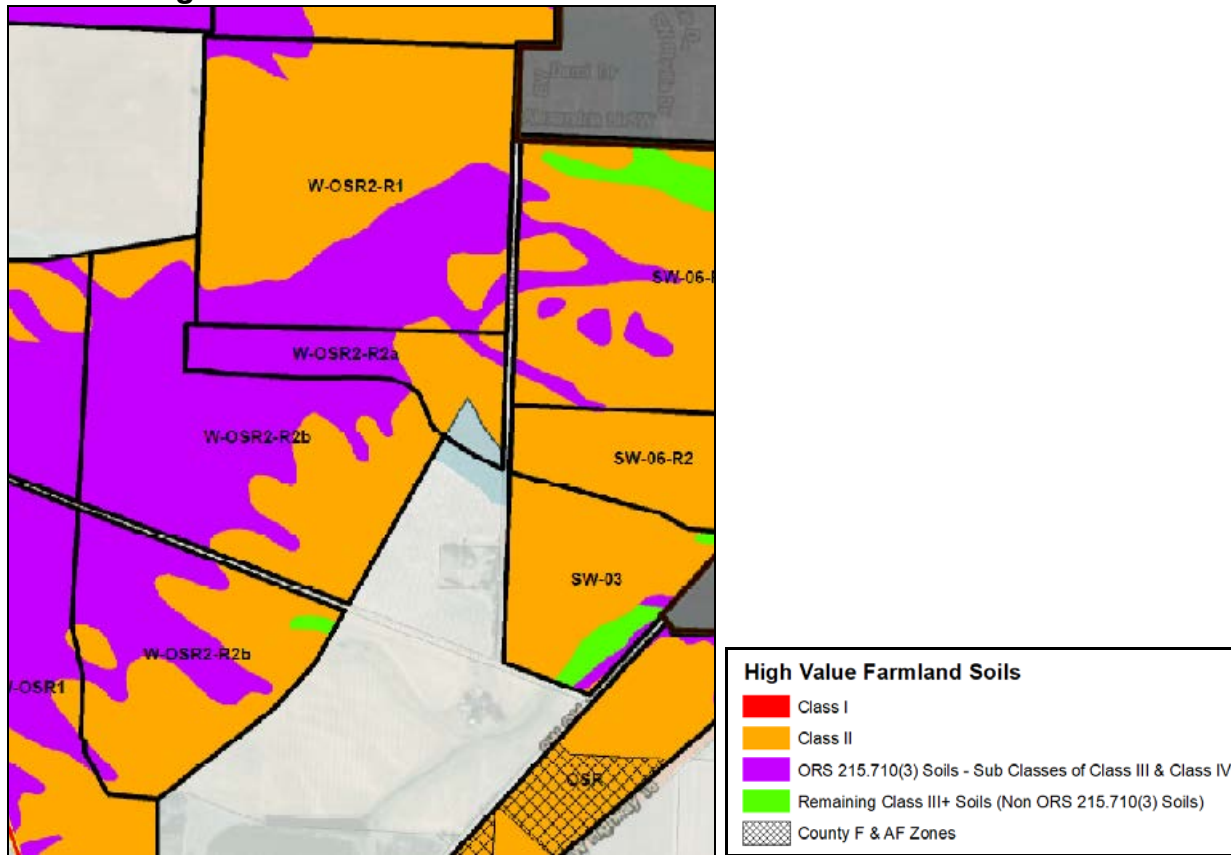 W-OSR2-R1
SW-06-
W-OSR2-R2a
W-OSR2-R2b
SW-06-R2
SW-03
W-OSR2-R2b
-OSR1
OSR
High Value Farmland Soils
Class I
Class II
ORS 215.710(3) Soils - Sub Classes of Class III & Class IV
Remaining Class III+ Soils (Non ORS 215.710(3) Soils)
County F & AF Zones